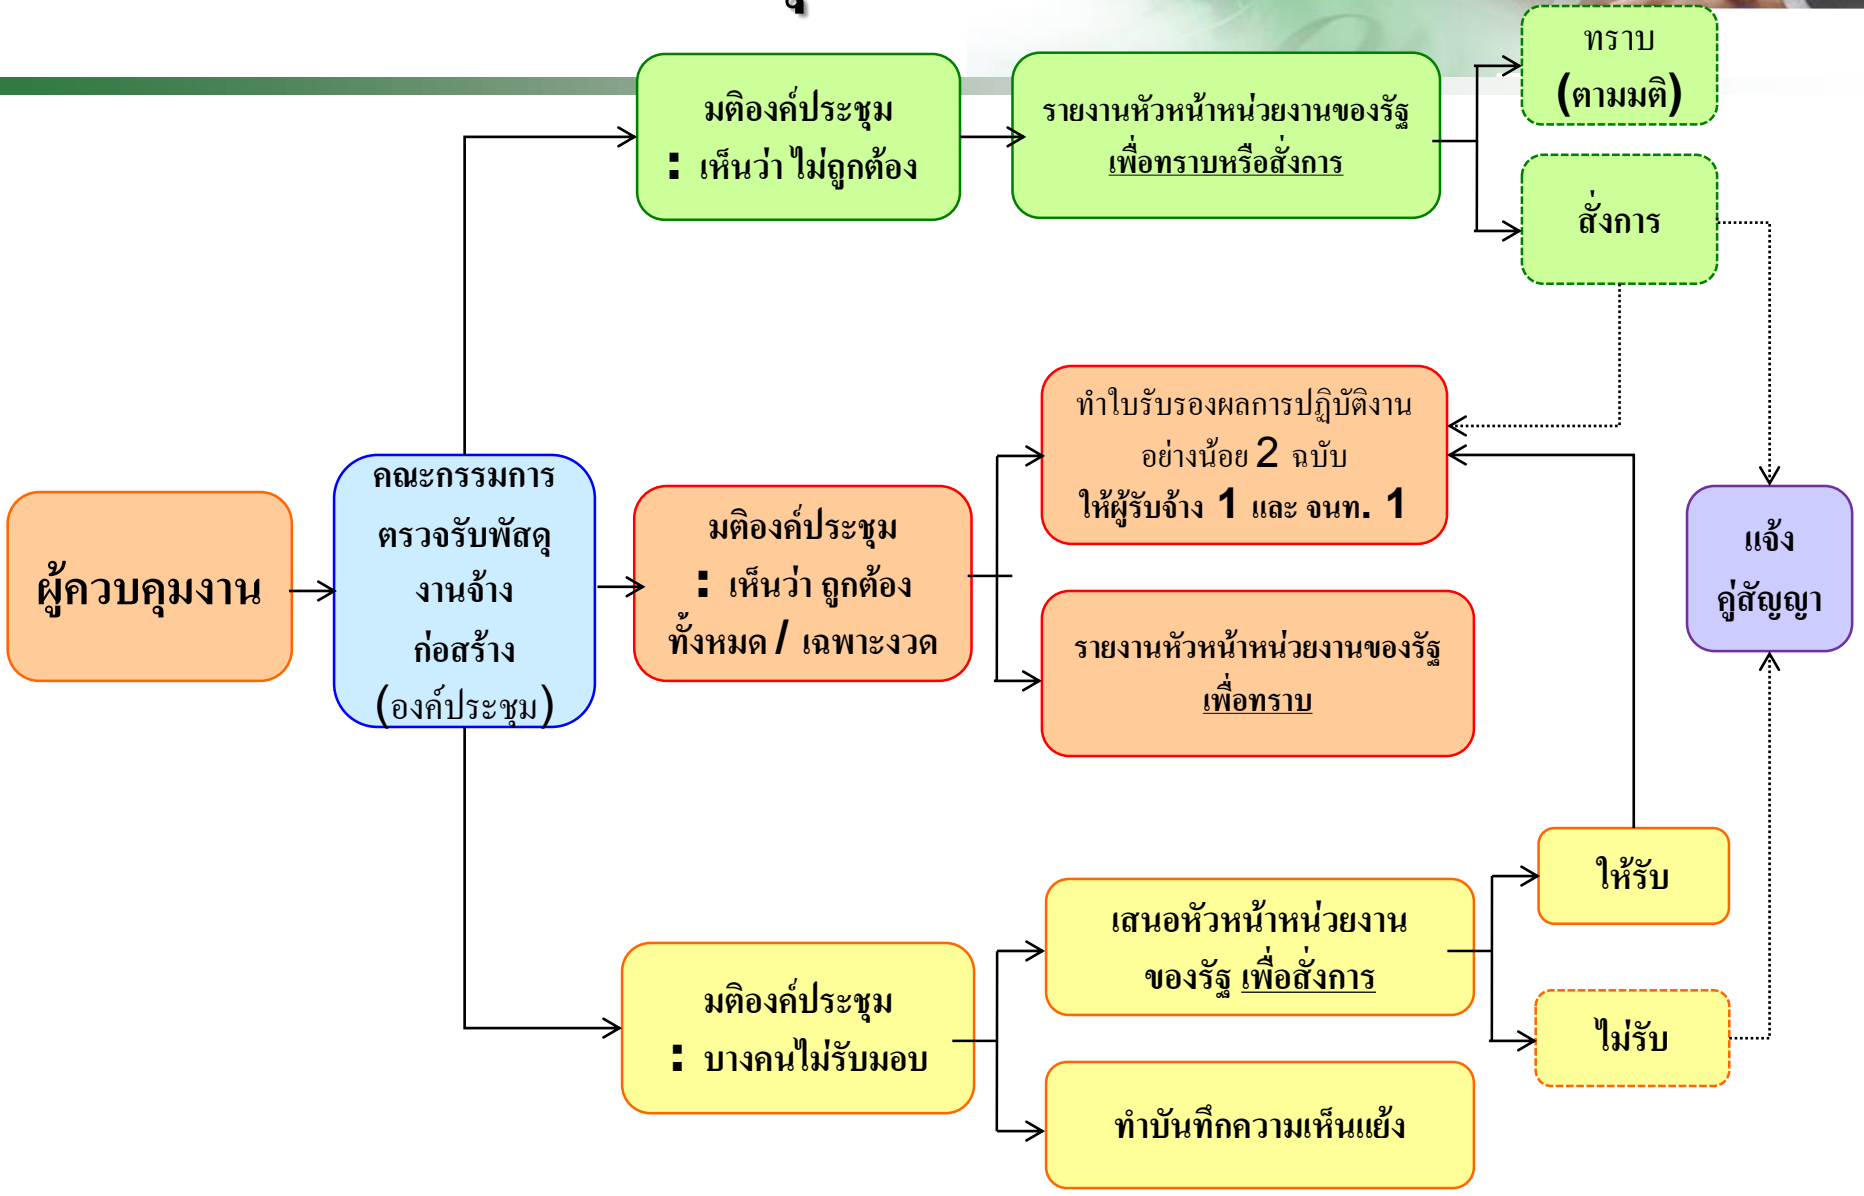 มติองค์ประชุม
: เห็นว่า ไม่ถูกต้อง
รายงานหัวหน้าหน่วยงานของรัฐ
เพื่อทราบหรือสั่งการ
ทราบ
(ตามมติ)
สั่งการ
ผู้ควบคุมงาน
คณะกรรมการ
ตรวจรับพัสดุ
งานจ้าง
ก่อสร้าง
(องค์ประชุม)
มติองค์ประชุม
: เห็นว่า ถูกต้อง
ทั้งหมด / เฉพาะงวด
ทำใบรับรองผลการปฏิบัติงาน
อย่างน้อย 2 ฉบับ
ให้ผู้รับจ้าง 1 และ จนท. 1
รายงานหัวหน้าหน่วยงานของรัฐ
เพื่อทราบ
แจ้ง
คู่สัญญา
มติองค์ประชุม
: บางคนไม่รับมอบ
เสนอหัวหน้าหน่วยงาน
ของรัฐ เพื่อสั่งการ
ทำบันทึกความเห็นแย้ง
ให้รับ
ไม่รับ